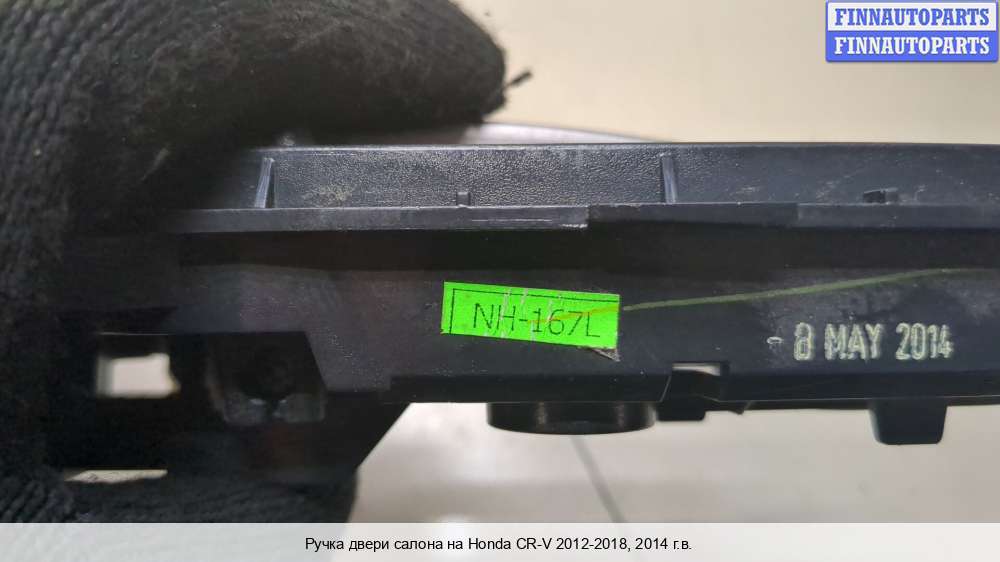 FINNAUTOPARTS
FINNAUTOPARTS
NH-167L
- 8 MAY 2014
Ручка двери салона на Honda CR-V 2012-2018, 2014 г.в.